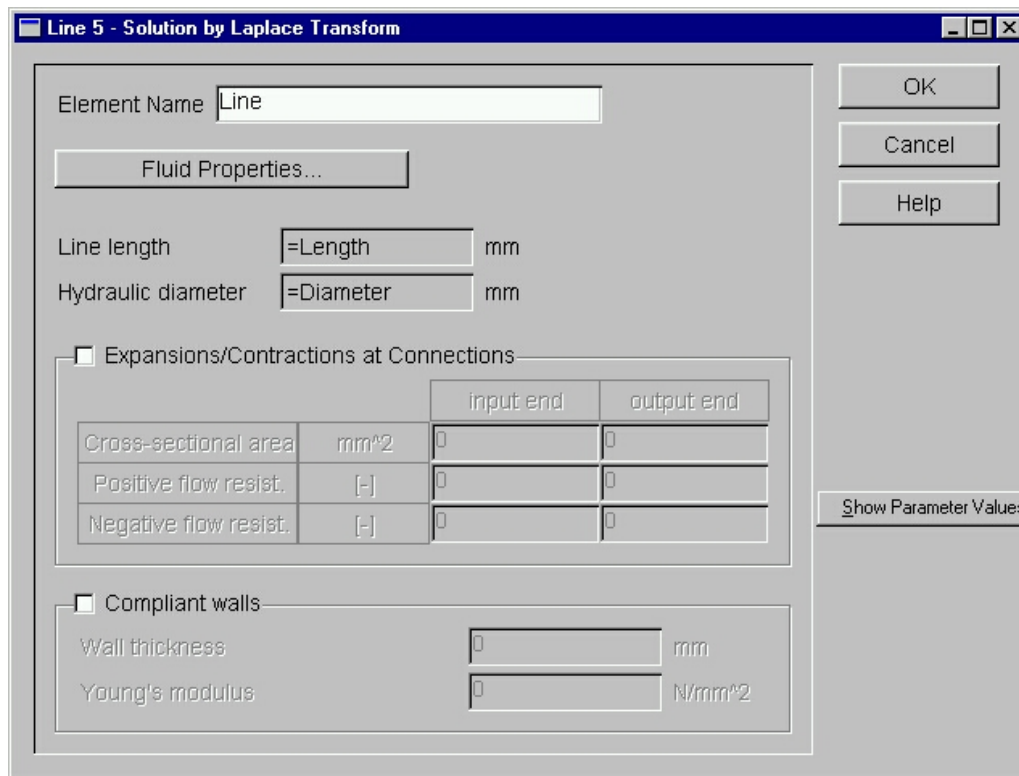 Line 5 - Solution by Laplace Transform
Element Name Line
Fluid Properties...
OK
Cancel
Help
Line length =Length mm
Hydraulic diameter =Diameter mm
Expansions/Contractions at Connections
input end output end
Cross-sectional area mm^2 0 0
Positive flow resist. [-] 0 0
Negative flow resist. [-] 0 0
Show Parameter Values
Compliant walls
Wall thickness 0 mm
Young's modulus 0 N/mm^2